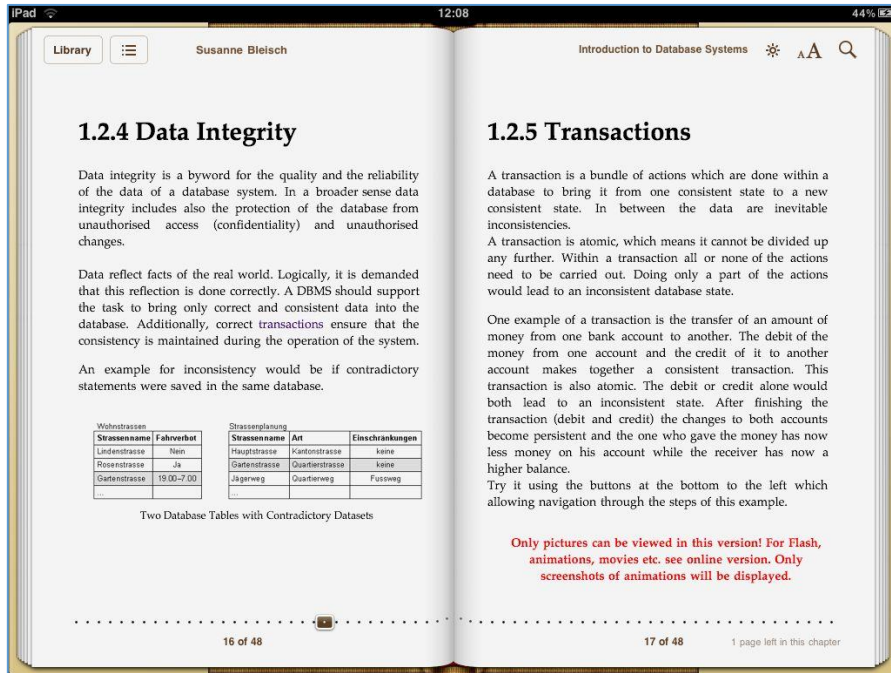 iPad 12:08 44%
Library Susanne Bleisch
1.2.4 Data Integrity
Data integrity is a byword for the quality and the reliability
of the data of a database system. In a broader sense data
integrity includes also the protection of the database from
unauthorised access (confidentiality) and unauthorised
changes.
Data reflect facts of the real world. Logically, it is demanded
that this reflection is done correctly. A DBMS should support
the task to bring only correct and consistent data into the
database. Additionally, correct transactions ensure that the
consistency is maintained during the operation of the system.
An example for inconsistency would be if contradictory
statements were saved in the same database.
Wohnstrassen
Strassenname Fahrverbot
Lindenstrasse Nein
Rosenstrasse Ja
Gartenstrasse 19.00-7.00
...
Strassenplanung
Strassenname Art Einschränkungen
Hauptstrasse Kantonstrasse keine
Gartenstrasse Quartierstrasse keine
Jägerweg Quartierweg Fussweg
...
Two Database Tables with Contradictory Datasets
16 of 48
Introduction to Database Systems AA
1.2.5 Transactions
A transaction is a bundle of actions which are done within a
database to bring it from one consistent state to a new
consistent state. In between the data are inevitable
inconsistencies.
A transaction is atomic, which means it cannot be divided up
any further. Within a transaction all or none of the actions
need to be carried out. Doing only a part of the actions
would lead to an inconsistent database state.
One example of a transaction is the transfer of an amount of
money from one bank account to another. The debit of the
money from one account and the credit of it to another
account makes together a consistent transaction. This
transaction is also atomic. The debit or credit alone would
both lead to an inconsistent state. After finishing the
transaction (debit and credit) the changes to both accounts
become persistent and the one who gave the money has now
less money on his account while the receiver has now a
higher balance.
Try it using the buttons at the bottom to the left which
allowing navigation through the steps of this example.
Only pictures can be viewed in this version! For Flash,
animations, movies etc. see online version. Only
screenshots of animations will be displayed.
17 of 48 1 page left in this chapter